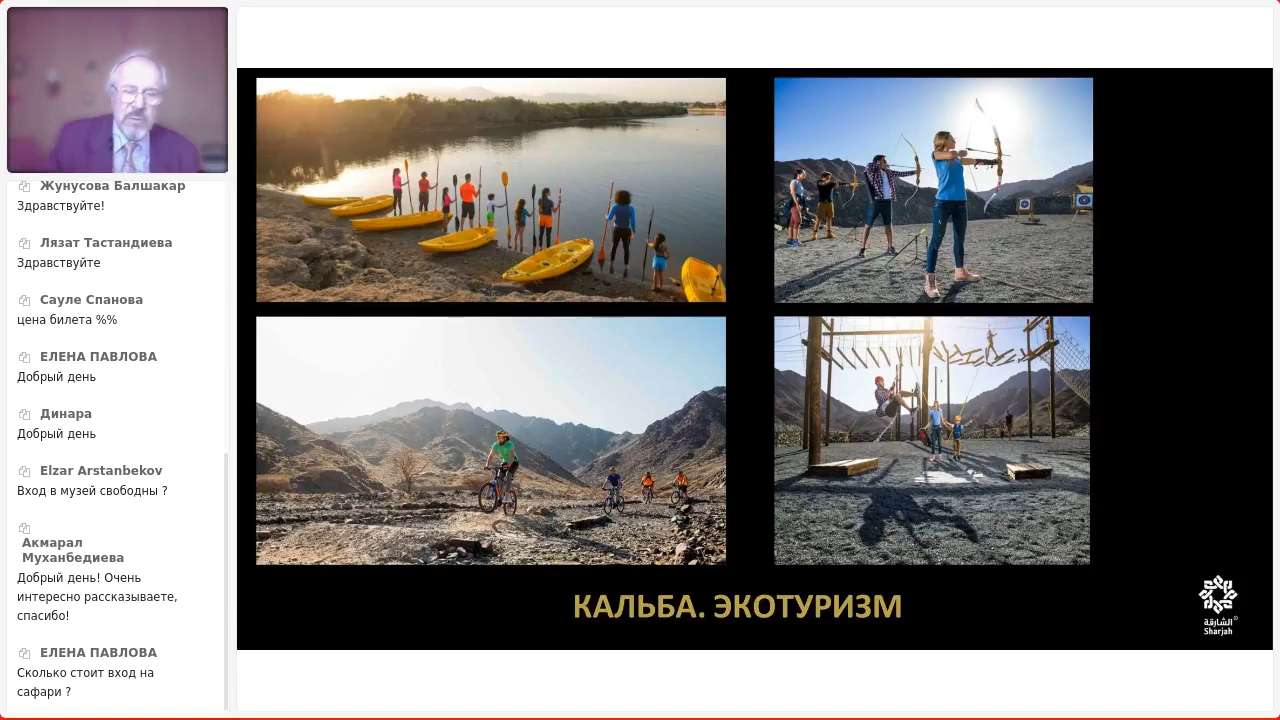 Жунусова Балшакар
Здравствуйте!
Лязат Тастандиева
Здравствуйте
Сауле Спанова
цена билета %%
ЕЛЕНА ПАВЛОВА
Добрый день
Динара
Добрый день
Elzar Arstanbekov
Вход в музей свободны ?
Акмарал
Муханбедиева
Добрый день! Очень
интересно рассказываете,
спасибо!
ЕЛЕНА ПАВЛОВА
Сколько стоит вход на
сафари ?
КАЛЬБА. ЭКОТУРИЗМ
الشارقة
Sharjah